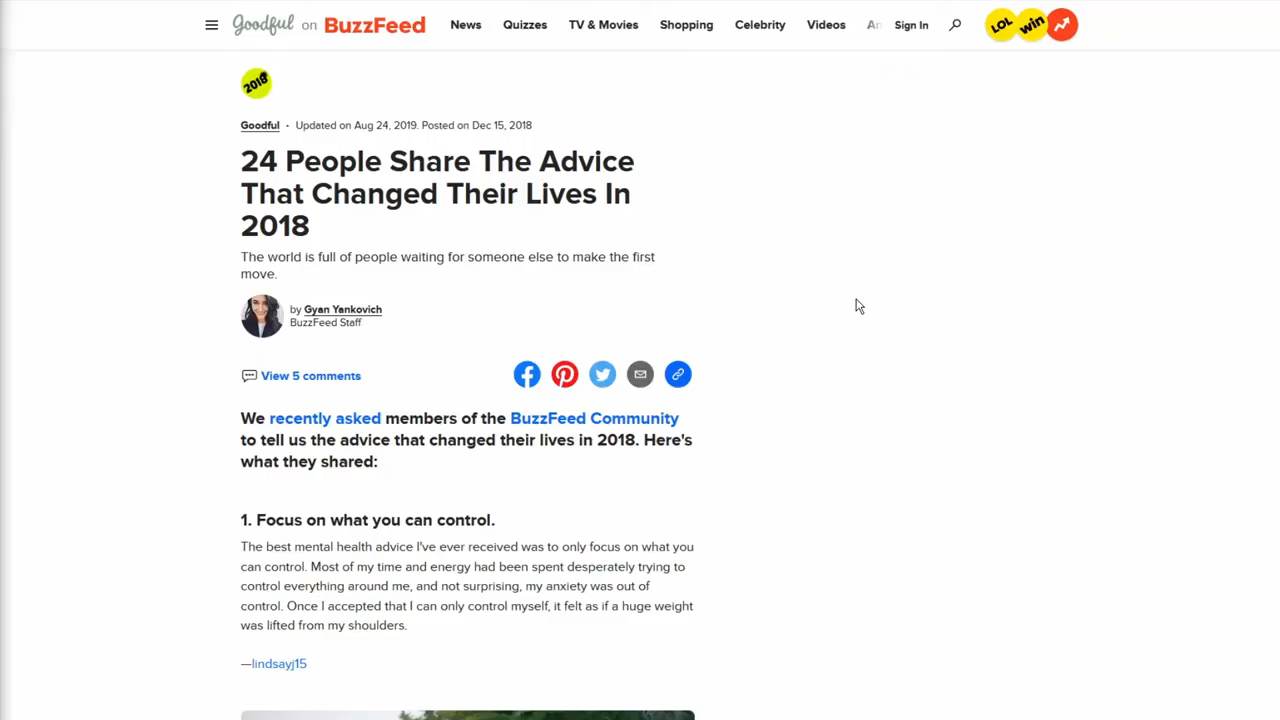 Goodful on BuzzFeed News Quizzes TV & Movies Shopping Celebrity Videos Sign In LOL win
2018
Goodful · Updated on Aug 24, 2019. Posted on Dec 15, 2018
24 People Share The Advice
That Changed Their Lives In
2018
The world is full of people waiting for someone else to make the first
move.
by Gyan Yankovich
BuzzFeed Staff
View 5 comments
We recently asked members of the BuzzFeed Community
to tell us the advice that changed their lives in 2018. Here's
what they shared:
1. Focus on what you can control.
The best mental health advice I've ever received was to only focus on what you
can control. Most of my time and energy had been spent desperately trying to
control everything around me, and not surprising, my anxiety was out of
control. Once I accepted that I can only control myself, it felt as if a huge weight
was lifted from my shoulders.
—lindsayj15